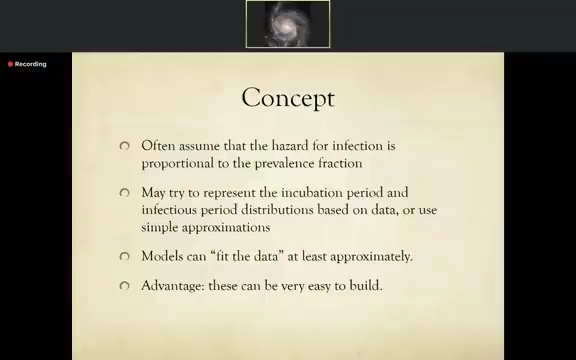 Recording
Concept
Often assume that the hazard for infection is
proportional to the prevalence fraction
May try to represent the incubation period and
infectious period distributions based on data, or use
simple approximations
Models can “fit the data” at least approximately.
Advantage: these can be very easy to build.